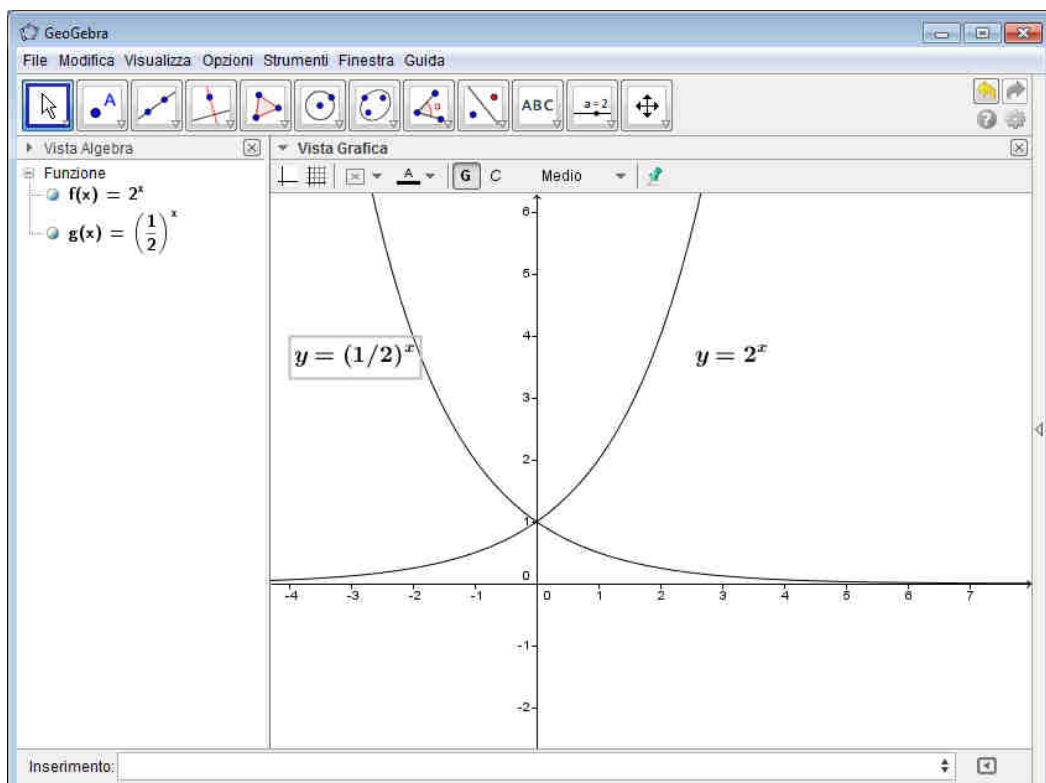 GeoGebra
File Modifica Visualizza Opzioni Strumenti Finestra Guida
A α ABC a=2
Vista Algebra
Vista Grafica
A G C Medio
Funzione
f(x) = 2ˣ
g(x) = (1/2)ˣ
y = (1/2)ˣ
y = 2ˣ
6
5
4
3
2
1
0
-4 -3 -2 -1 0 1 2 3 4 5 6 7
-1
-2
Inserimento: